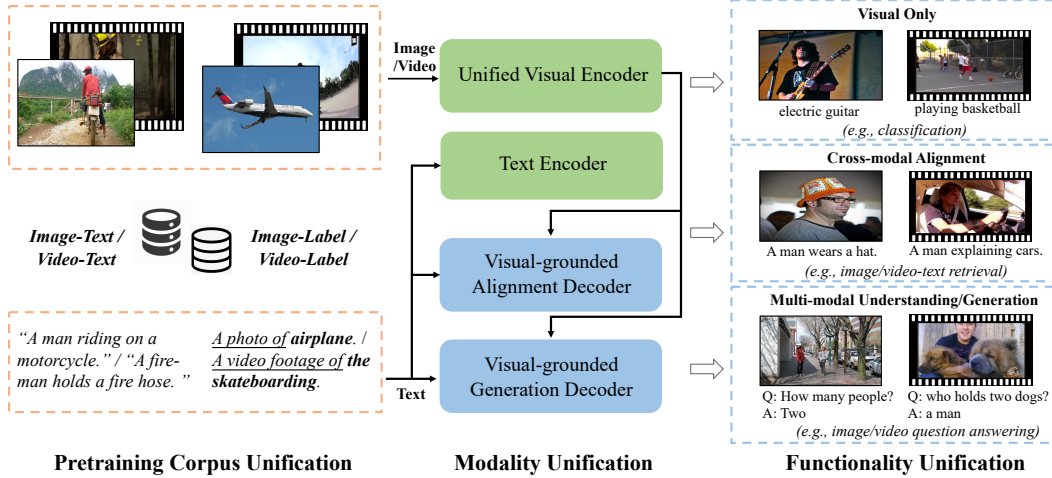 Image
/Video
Image-Text /
Video-Text
Image-Label /
Video-Label
“A man riding on a
motorcycle.” / “A fire-
man holds a fire hose. ”
A photo of airplane. /
A video footage of the
skateboarding.
Text
Pretraining Corpus Unification
Unified Visual Encoder
Text Encoder
Visual-grounded
Alignment Decoder
Visual-grounded
Generation Decoder
Modality Unification
Visual Only
electric guitar
playing basketball
(e.g., classification)
Cross-modal Alignment
A man wears a hat.
A man explaining cars.
(e.g., image/video-text retrieval)
Multi-modal Understanding/Generation
Q: How many people?
A: Two
Q: who holds two dogs?
A: a man
(e.g., image/video question answering)
Functionality Unification